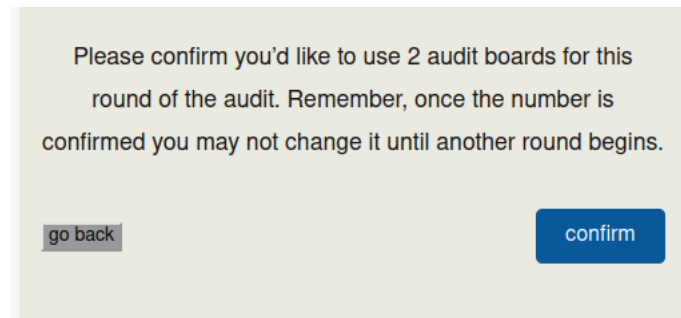 Please confirm you'd like to use 2 audit boards for this
round of the audit. Remember, once the number is
confirmed you may not change it until another round begins.
go back
confirm